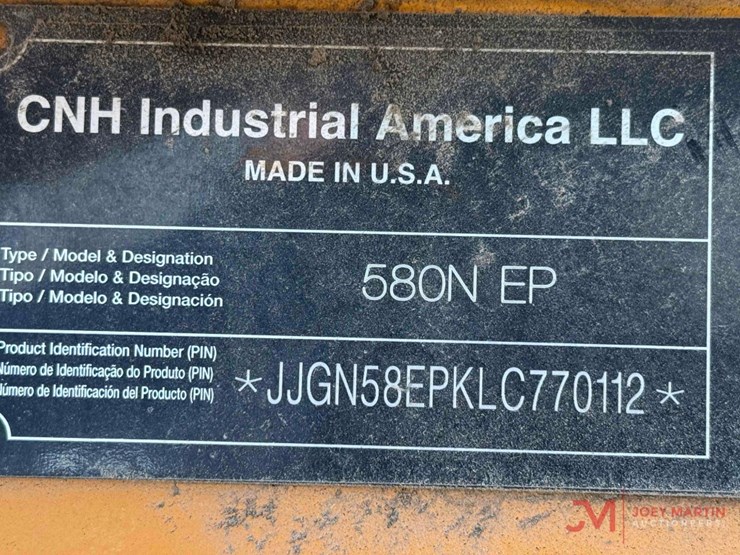 CNH Industrial America LLC
MADE IN U.S.A.
Type / Model & Designation
Tipo / Modelo & Designação
Tipo / Modelo & Designación
580N EP
Product Identification Number (PIN)
Número de Identificação do Produto (PIN)
Número de Identificación del Producto (PIN)
*JJGN58EPKLC770112*
JM JOEY MARTIN
AUCTIONEERS